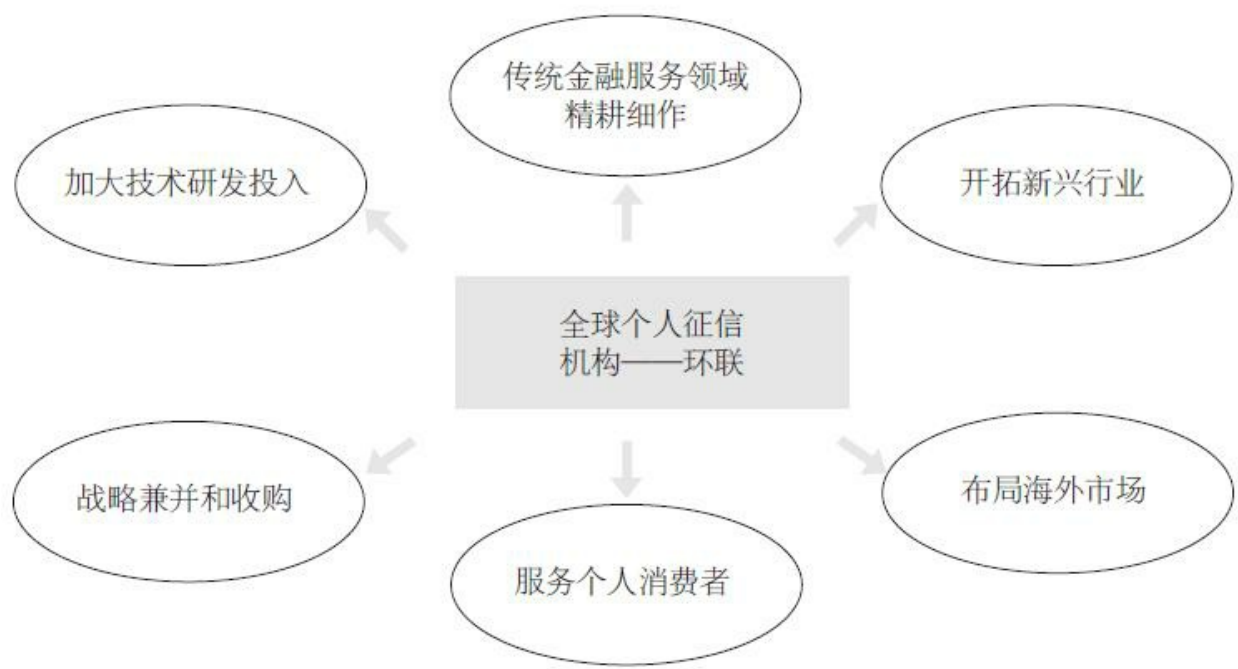 传统金融服务领域
精耕细作
加大技术研发投入
开拓新兴行业
全球个人征信
机构——环联
战略兼并和收购
布局海外市场
服务个人消费者